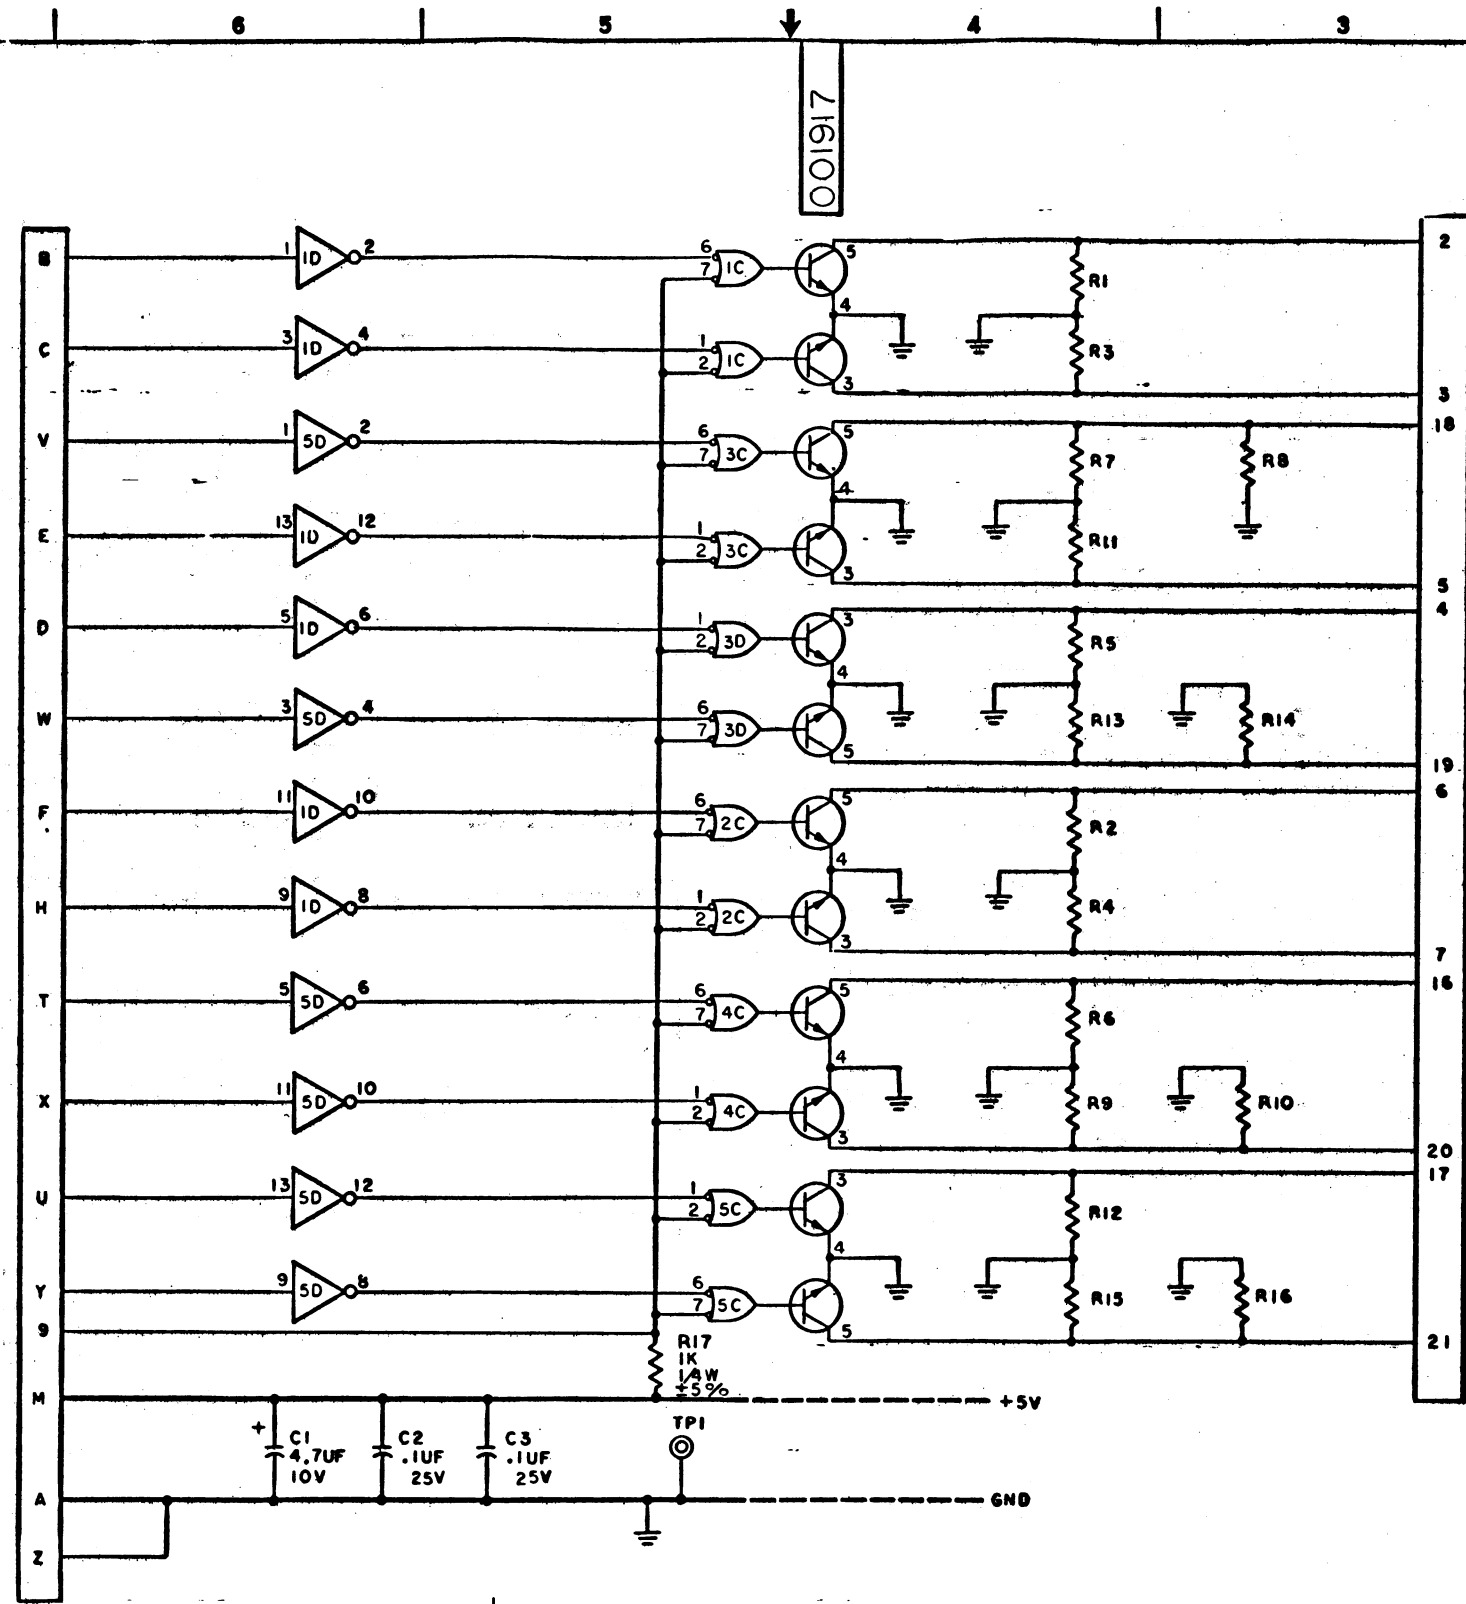 6 5 4 3
001917
B 1 1D 2 6 7 1C 5 R1 2
4
C 3 1D 4 1 2 1C 3 R3 3
V 1 5D 2 6 7 3C 5 R7 R8 18
4
E 13 1D 12 1 2 3C 3 R11 5
D 5 1D 6 1 2 3D 3 R5 4
4
W 3 5D 4 6 7 3D 5 R13 R14 19
F 11 1D 10 6 7 2C 5 R2 6
4
H 9 1D 8 1 2 2C 3 R4 7
T 5 5D 6 6 7 4C 5 R6 16
4
X 11 5D 10 1 2 4C 3 R9 R10 20
U 13 5D 12 1 2 5C 3 R12 17
4
Y 9 5D 8 6 7 5C 5 R15 R16 21
9
R17
1K
1/4W
±5%
M +5V
+ C1
4.7UF
10V
C2
.1UF
25V
C3
.1UF
25V
TP1
A GND
Z